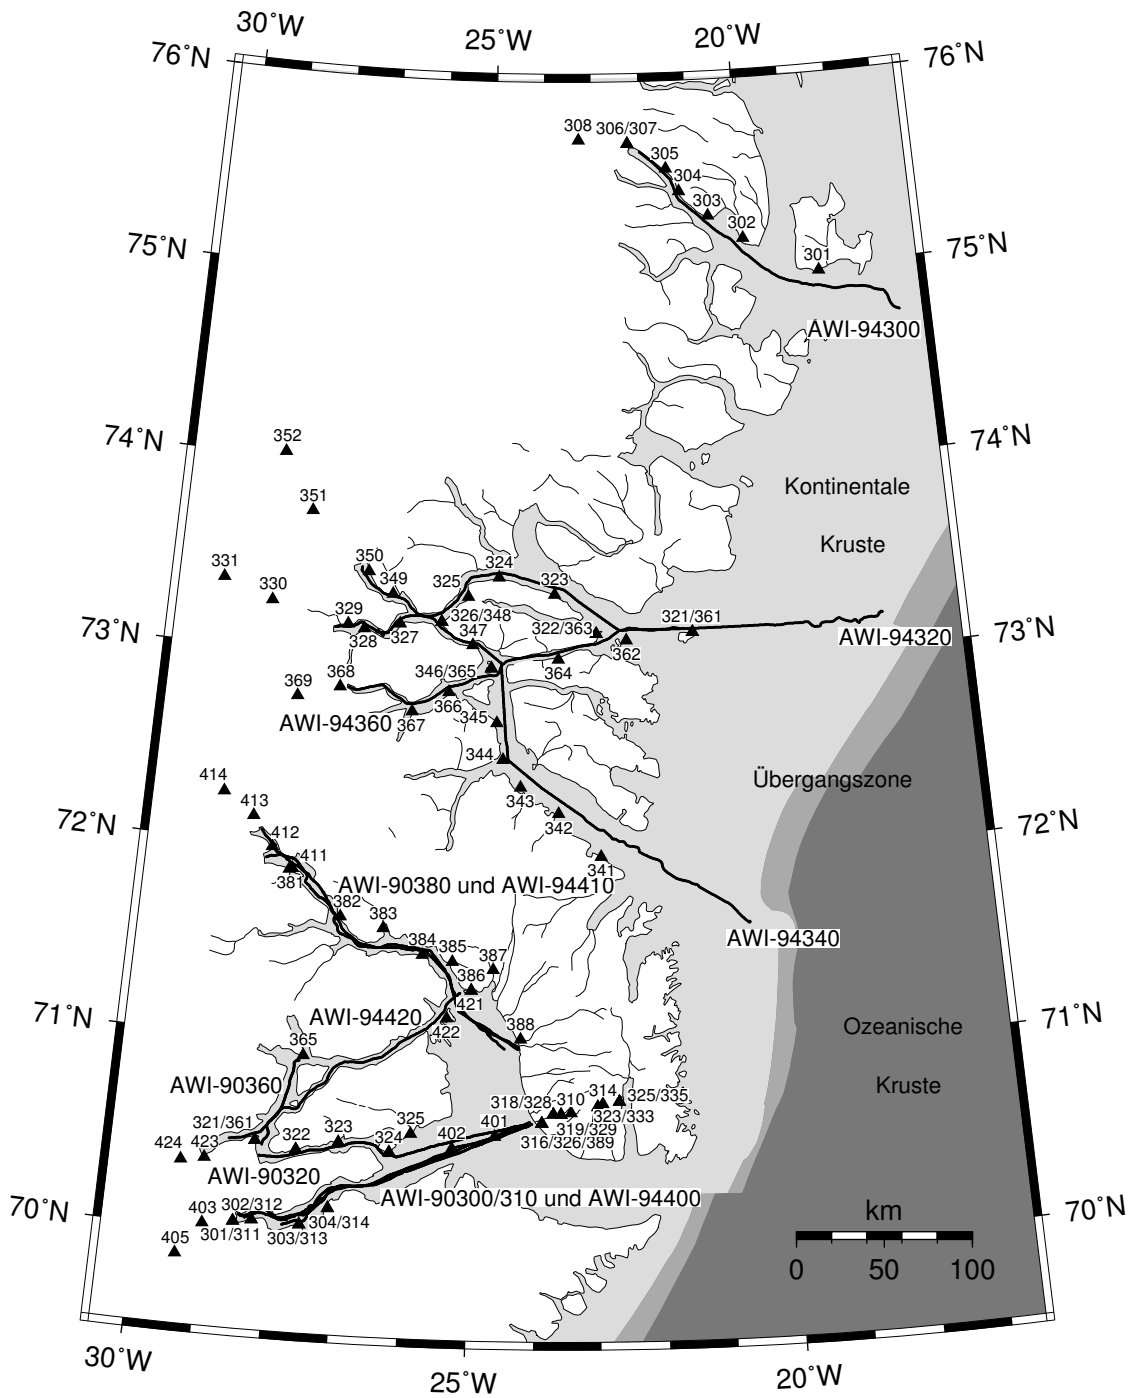 30°W
25°W
20°W
76°N
76°N
308
306/307
305
304
303
302
301
75°N
75°N
AWI-94300
352
74°N
74°N
351
Kontinentale
Kruste
331
330
350
349
325
324
323
329
328
327
326/348
347
322/363
321/361
362
AWI-94320
73°N
73°N
369
368
346/365
364
366
367
AWI-94360
345
344
343
342
341
Übergangszone
414
413
412
411
381
72°N
72°N
AWI-90380 und AWI-94410
382
383
384
385
387
386
AWI-94340
421
422
388
71°N
71°N
AWI-94420
365
Ozeanische
Kruste
AWI-90360
321/361
322
323
324
325
402
401
318/328
310
314
325/335
323/333
319/329
316/326/389
424
423
AWI-90320
AWI-90300/310 und AWI-94400
403
302/312
301/311
304/314
303/313
405
70°N
70°N
km
0
50
100
30°W
25°W
20°W